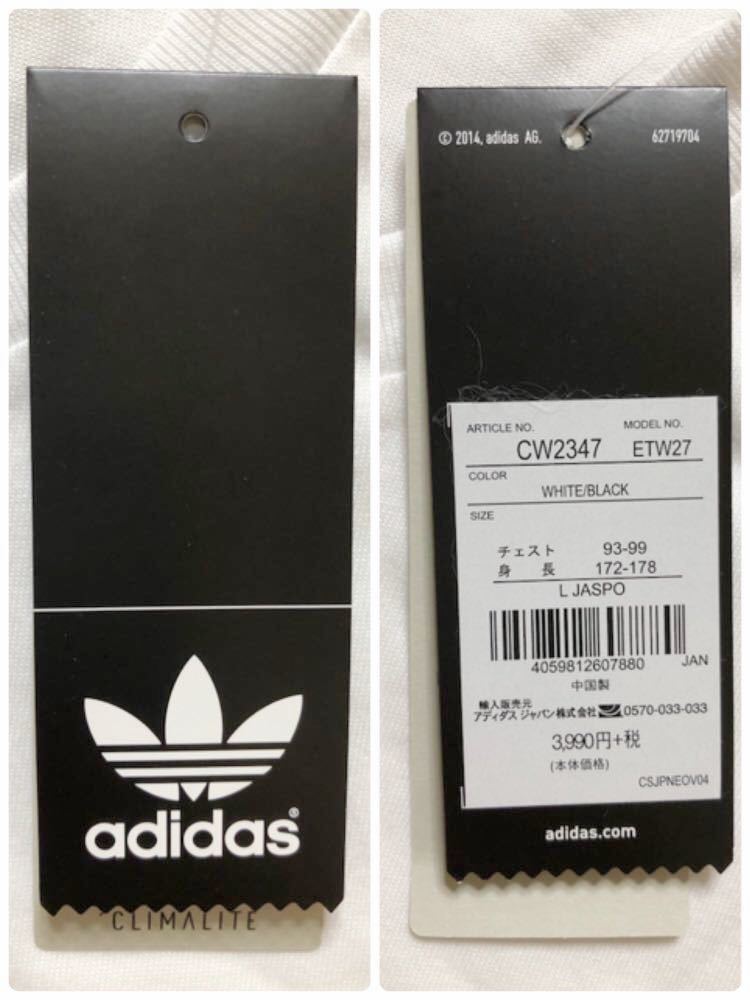 adidas®
CLIMALITE
© 2014, adidas AG. 62719704
ARTICLE NO. MODEL NO.
CW2347 ETW27
COLOR
WHITE/BLACK
SIZE
チェスト 93-99
身 長 172-178
L JASPO
4059812607880 JAN
中国製
輸入販売元
アディダス ジャパン株式会社 0570-033-033
3,990円+税
(本体価格)
CSJPNEOV04
adidas.com